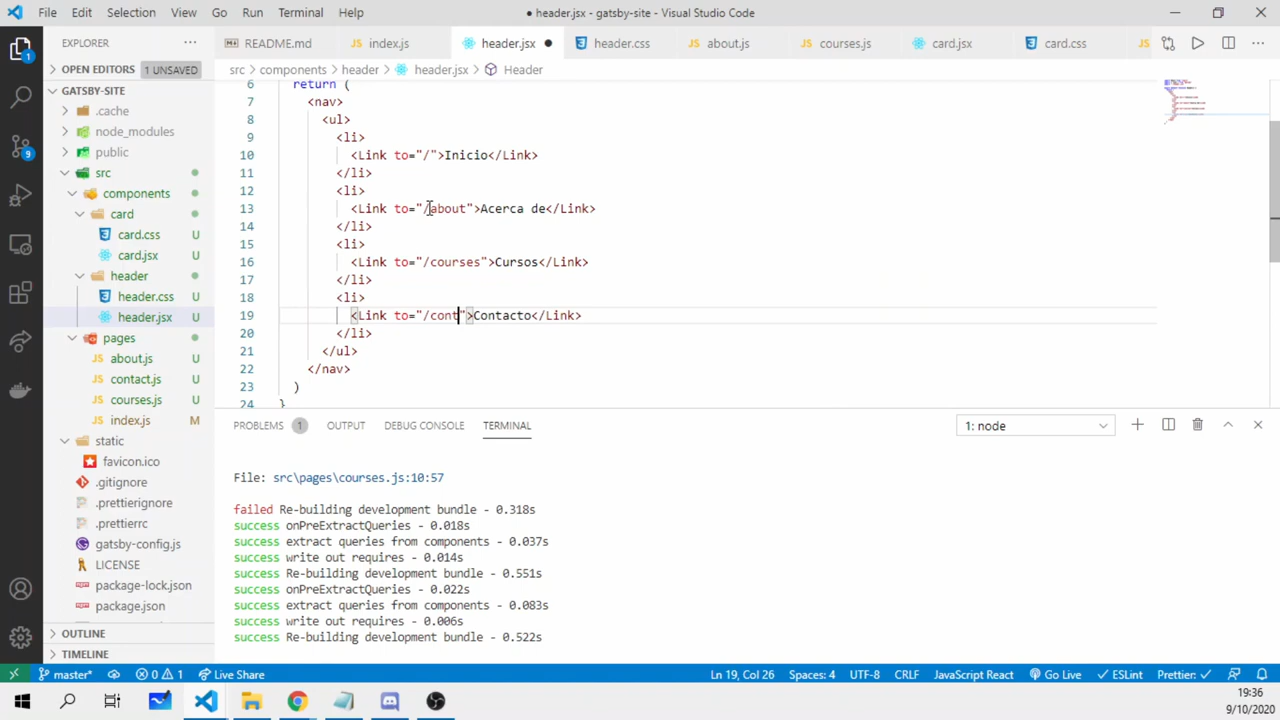 File Edit Selection View Go Run Terminal Help
● header.jsx - gatsby-site - Visual Studio Code
EXPLORER
README.md index.js header.jsx header.css about.js courses.js card.jsx card.css
OPEN EDITORS 1 UNSAVED
src > components > header > header.jsx > Header
GATSBY-SITE
.cache
node_modules
public
src
components
card
card.css U
card.jsx U
header
header.css U
header.jsx U
pages
about.js U
contact.js U
courses.js U
index.js M
static
favicon.ico
.gitignore
.prettierignore
.prettierrc
gatsby-config.js
LICENSE
package-lock.json
package.json
OUTLINE
TIMELINE
1
9
6 return (
7 <nav>
8 <ul>
9 <li>
10 <Link to="/">Inicio</Link>
11 </li>
12 <li>
13 <Link to="/about">Acerca de</Link>
14 </li>
15 <li>
16 <Link to="/courses">Cursos</Link>
17 </li>
18 <li>
19 <Link to="/cont">Contacto</Link>
20 </li>
21 </ul>
22 </nav>
23 )
24 }
PROBLEMS 1 OUTPUT DEBUG CONSOLE TERMINAL 1: node
File: src\pages\courses.js:10:57
failed Re-building development bundle - 0.318s
success onPreExtractQueries - 0.018s
success extract queries from components - 0.037s
success write out requires - 0.014s
success Re-building development bundle - 0.551s
success onPreExtractQueries - 0.022s
success extract queries from components - 0.083s
success write out requires - 0.006s
success Re-building development bundle - 0.522s
master* 0 1 Live Share Ln 19, Col 26 Spaces: 4 UTF-8 CRLF JavaScript React Go Live ESLint Prettier: ✓
19:36
9/10/2020